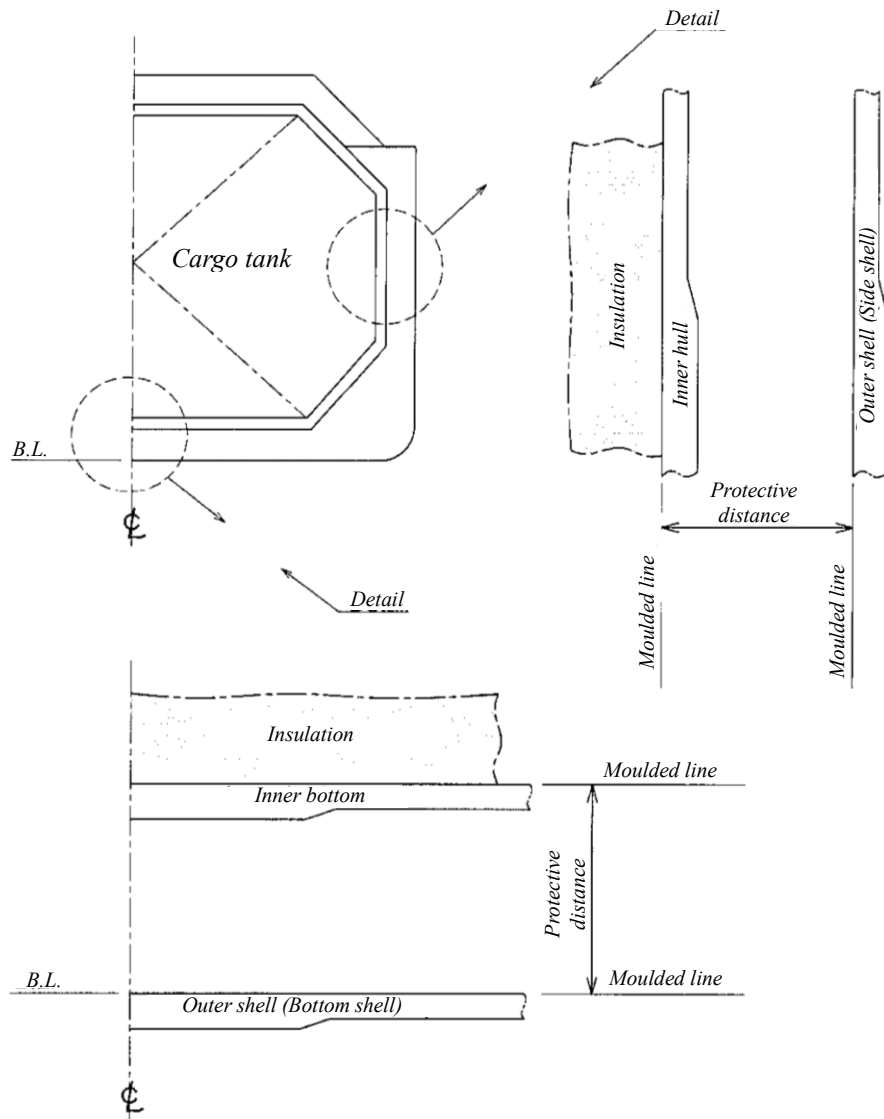 Detail
Cargo tank
B.L.
℄
Insulation
Inner hull
Outer shell (Side shell)
Protective
distance
Moulded line
Moulded line
Detail
Insulation
Inner bottom
Moulded line
Protective
distance
B.L.
Outer shell (Bottom shell)
Moulded line
℄